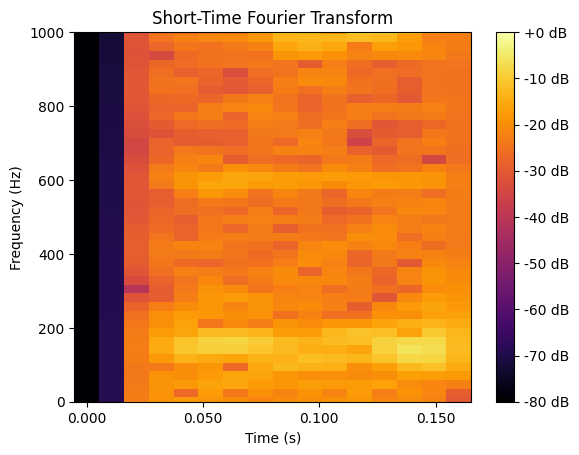 Short-Time Fourier Transform
1000
800
600
400
200
0
Frequency (Hz)
0.000
0.050
0.100
0.150
Time (s)
+0 dB
-10 dB
-20 dB
-30 dB
-40 dB
-50 dB
-60 dB
-70 dB
-80 dB